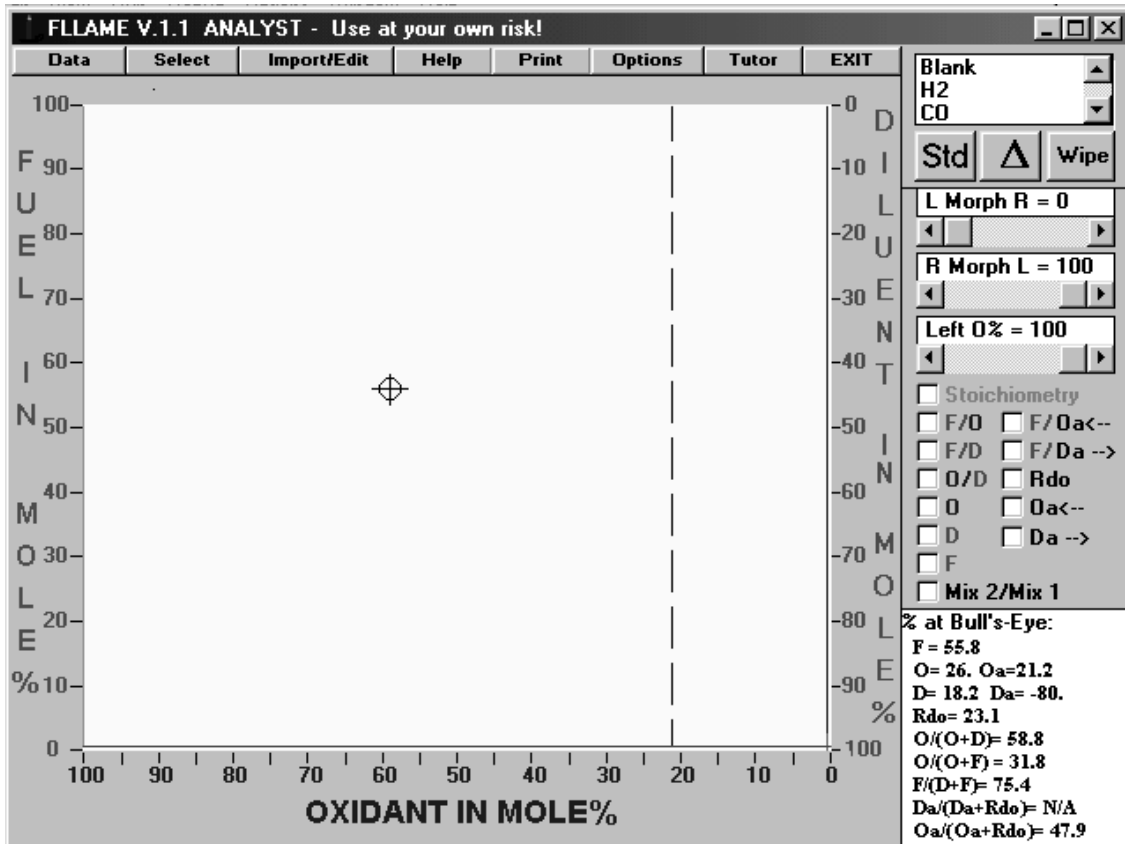 FLLAME V.1.1 ANALYST - Use at your own risk!
Data Select Import/Edit Help Print Options Tutor EXIT
Blank
H2
CO
Std Δ Wipe
L Morph R = 0
R Morph L = 100
Left O% = 100
Stoichiometry
F/O F/Oa<--
F/D F/Da -->
O/D Rdo
O Oa<--
D Da -->
F
Mix 2/Mix 1
% at Bull's-Eye:
F = 55.8
O= 26. Oa=21.2
D= 18.2 Da= -80.
Rdo= 23.1
O/(O+D)= 58.8
O/(O+F) = 31.8
F/(D+F)= 75.4
Da/(Da+Rdo)= N/A
Oa/(Oa+Rdo)= 47.9
FUEL IN MOLE%
100
90
80
70
60
50
40
30
20
10
0
0
10
20
30
40
50
60
70
80
90
100
DILUENT IN MOLE%
100 90 80 70 60 50 40 30 20 10 0
OXIDANT IN MOLE%